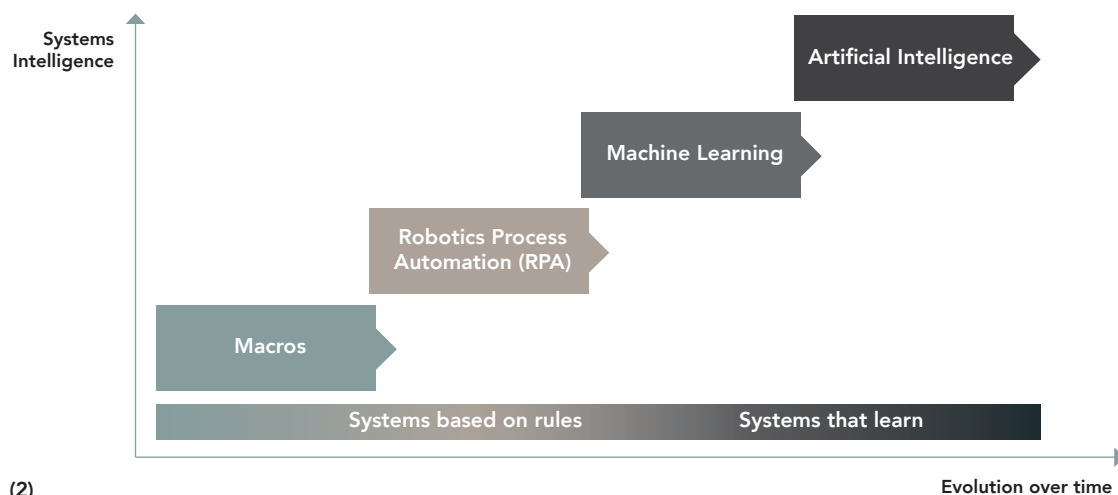 Systems
Intelligence
Artificial Intelligence
Machine Learning
Robotics Process
Automation (RPA)
Macros
Systems based on rules Systems that learn
Evolution over time
(2)